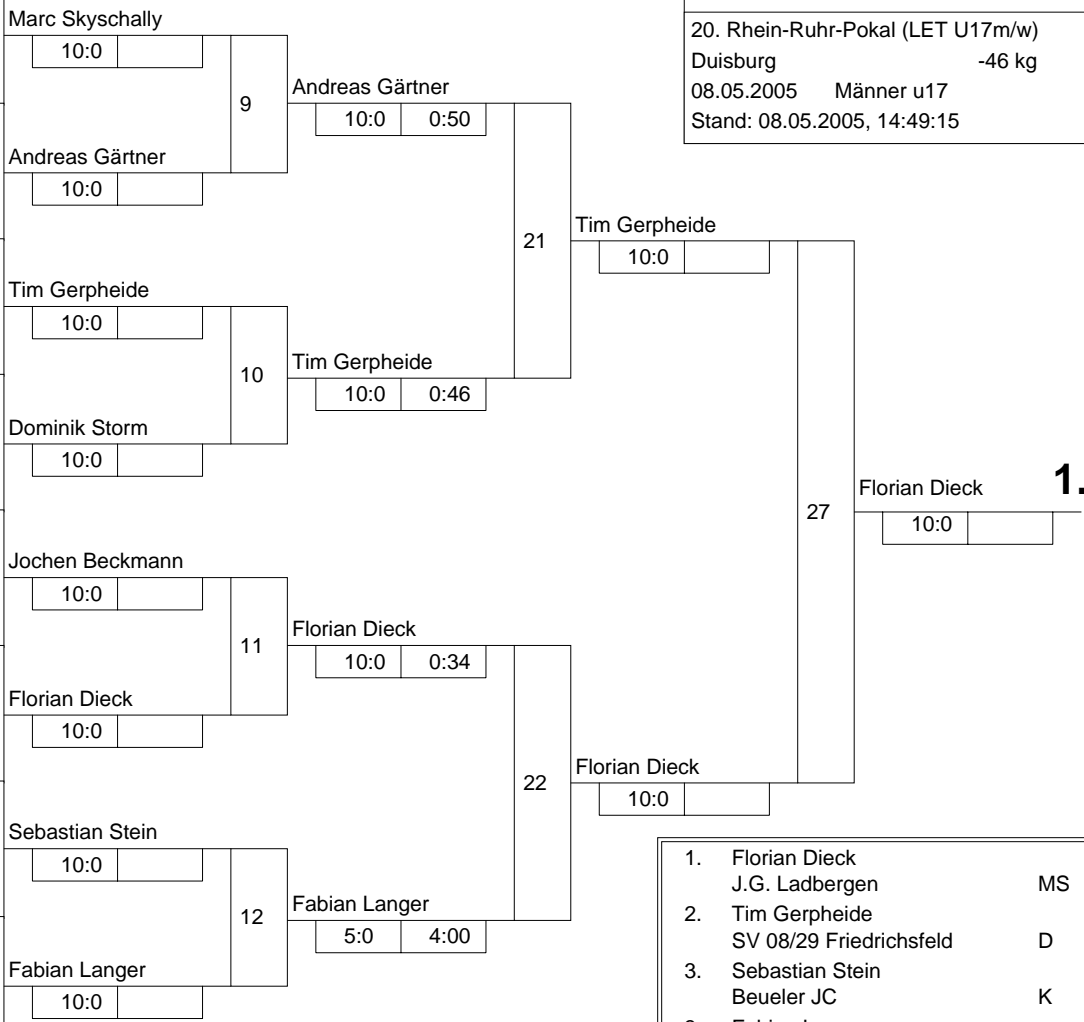 Marc Skyschally
10:0
9
Andreas Gärtner
10:0
Andreas Gärtner
10:0 0:50
21
Tim Gerpheide
10:0
10
Dominik Storm
10:0
Tim Gerpheide
10:0 0:46
Tim Gerpheide
10:0
27
Jochen Beckmann
10:0
11
Florian Dieck
10:0
Florian Dieck
10:0 0:34
22
Sebastian Stein
10:0
12
Fabian Langer
10:0
Fabian Langer
5:0 4:00
Florian Dieck
10:0
Florian Dieck 1.
10:0
20. Rhein-Ruhr-Pokal (LET U17m/w)
Duisburg -46 kg
08.05.2005 Männer u17
Stand: 08.05.2005, 14:49:15
1. Florian Dieck
J.G. Ladbergen MS
2. Tim Gerpheide
SV 08/29 Friedrichsfeld D
3. Sebastian Stein
Beueler JC K